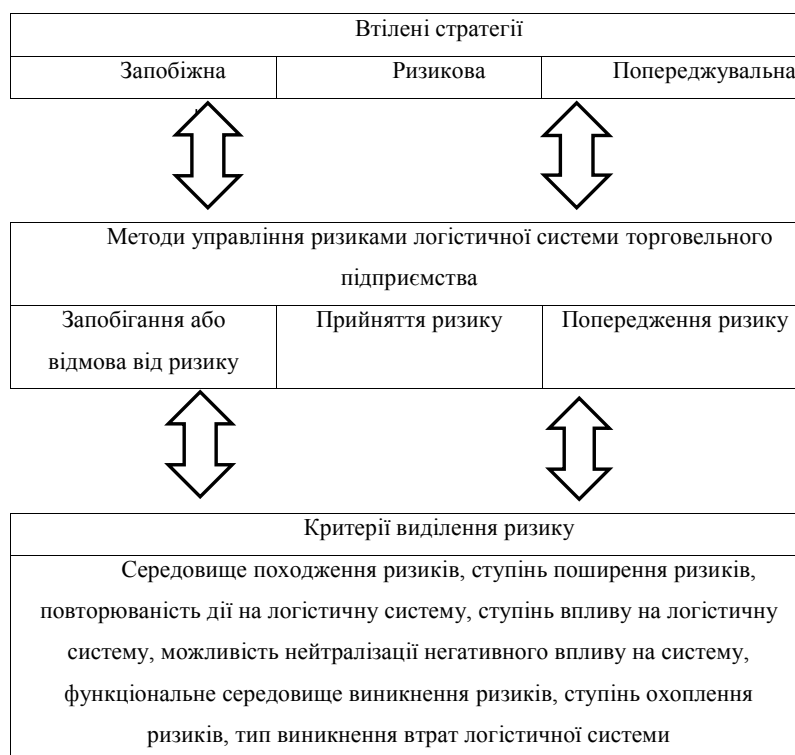 Втілені стратегії
Запобіжна Ризикова Попереджувальна
Методи управління ризиками логістичної системи торговельного
підприємства
Запобігання або Прийняття ризику Попередження ризику
відмова від ризику
Критерії виділення ризику
Середовище походження ризиків, ступінь поширення ризиків,
повторюваність дії на логістичну систему, ступінь впливу на логістичну
систему, можливість нейтралізації негативного впливу на систему,
функціональне середовище виникнення ризиків, ступінь охоплення
ризиків, тип виникнення втрат логістичної системи